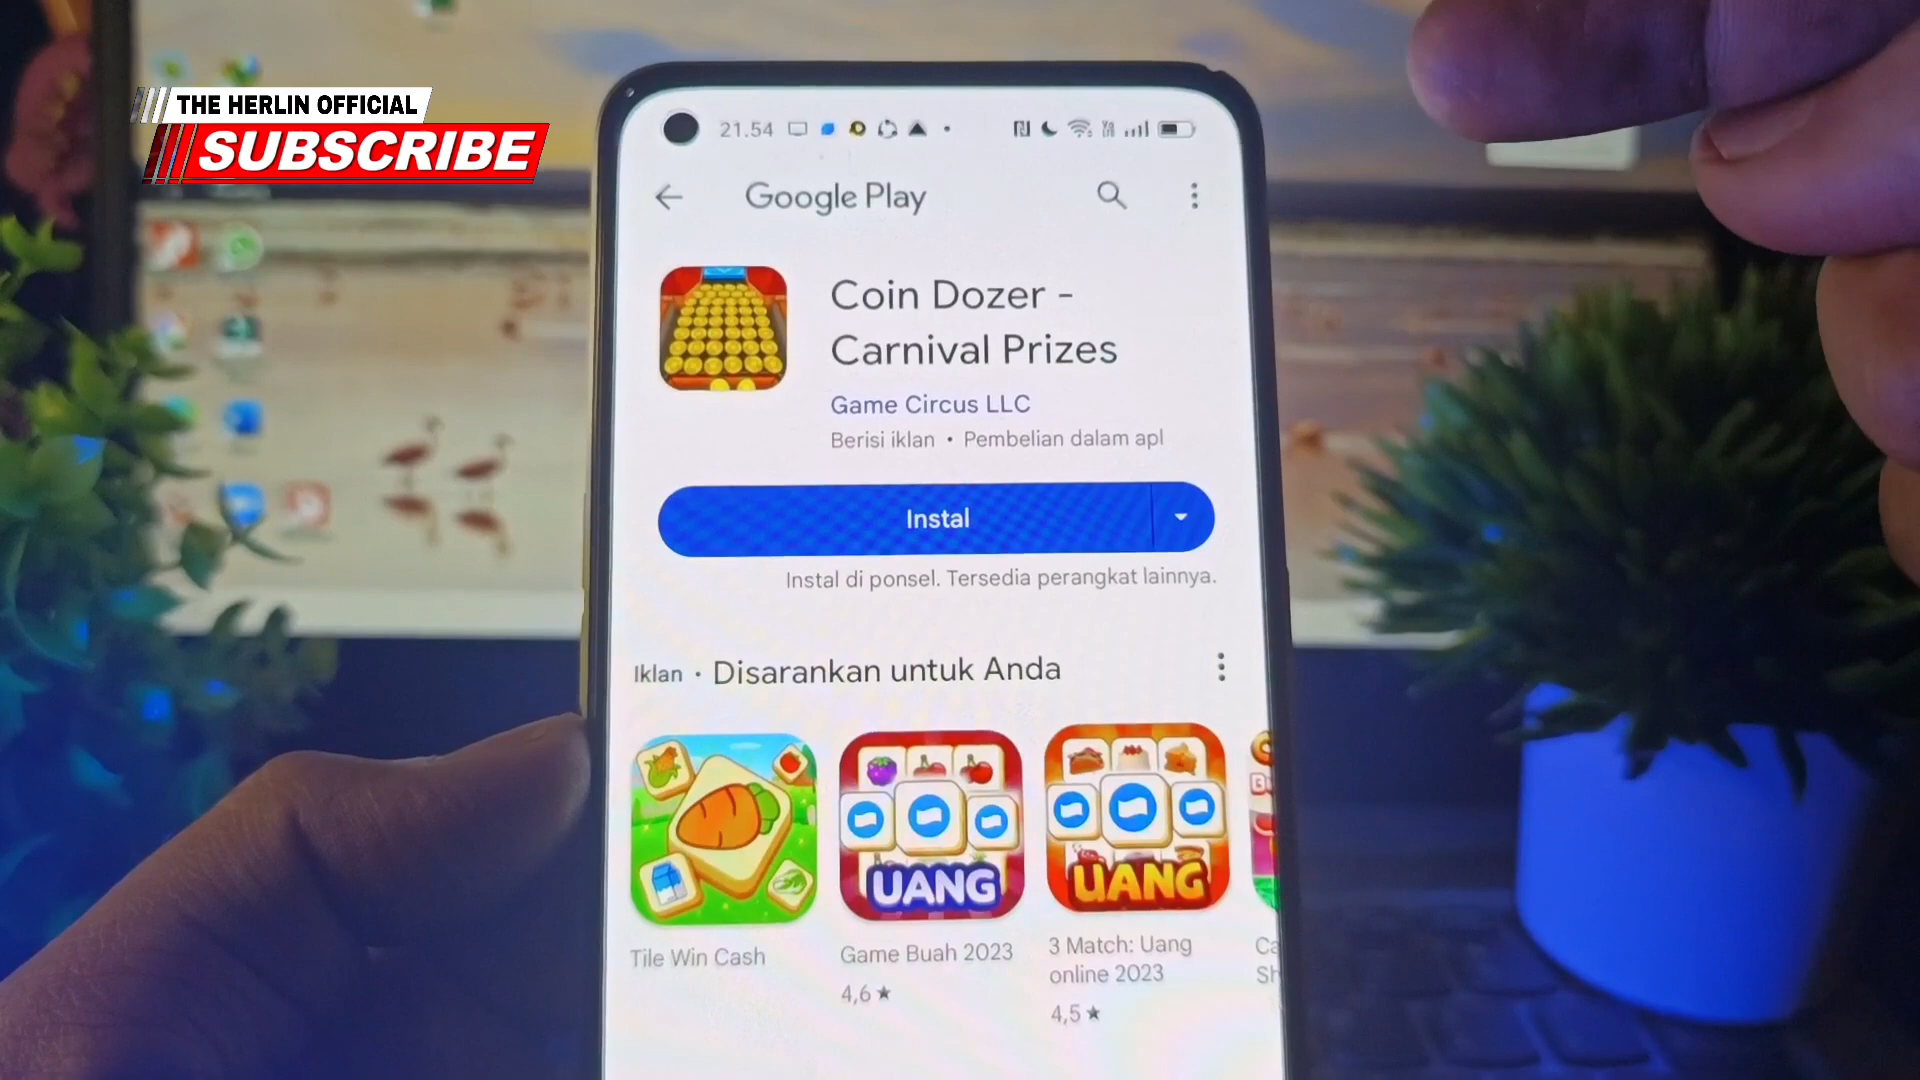 THE HERLIN OFFICIAL
SUBSCRIBE
21.54
Google Play
Coin Dozer -
Carnival Prizes
Game Circus LLC
Berisi iklan • Pembelian dalam apl
Instal
Instal di ponsel. Tersedia perangkat lainnya.
Iklan • Disarankan untuk Anda
UANG
UANG
Tile Win Cash
Game Buah 2023
4,6 ★
3 Match: Uang
online 2023
4,5 ★